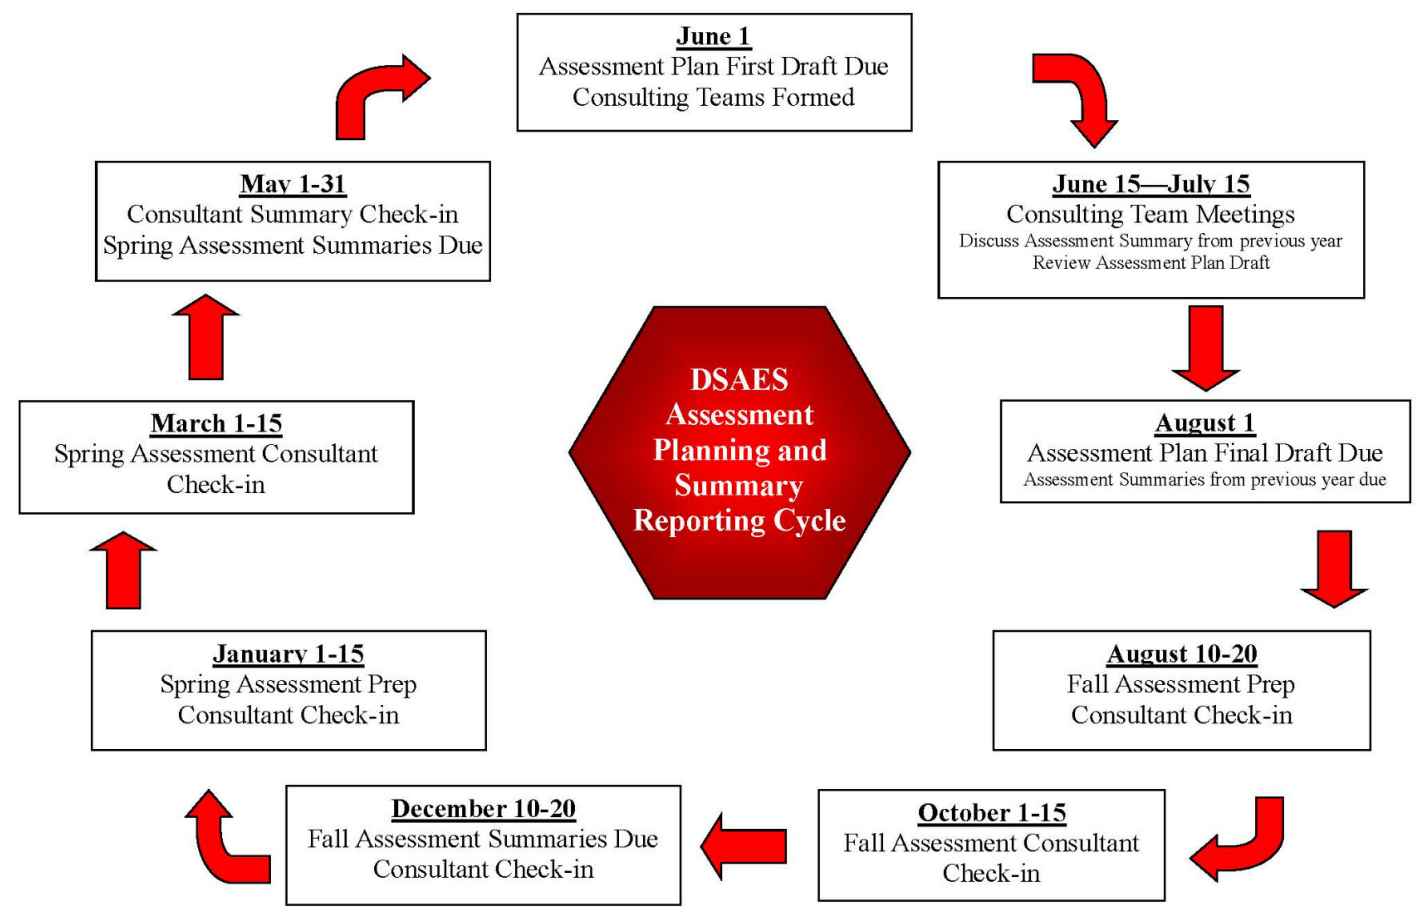 June 1
Assessment Plan First Draft Due
Consulting Teams Formed
June 15—July 15
Consulting Team Meetings
Discuss Assessment Summary from previous year
Review Assessment Plan Draft
August 1
Assessment Plan Final Draft Due
Assessment Summaries from previous year due
August 10-20
Fall Assessment Prep
Consultant Check-in
October 1-15
Fall Assessment Consultant
Check-in
December 10-20
Fall Assessment Summaries Due
Consultant Check-in
January 1-15
Spring Assessment Prep
Consultant Check-in
March 1-15
Spring Assessment Consultant
Check-in
May 1-31
Consultant Summary Check-in
Spring Assessment Summaries Due
DSAES
Assessment
Planning and
Summary
Reporting Cycle